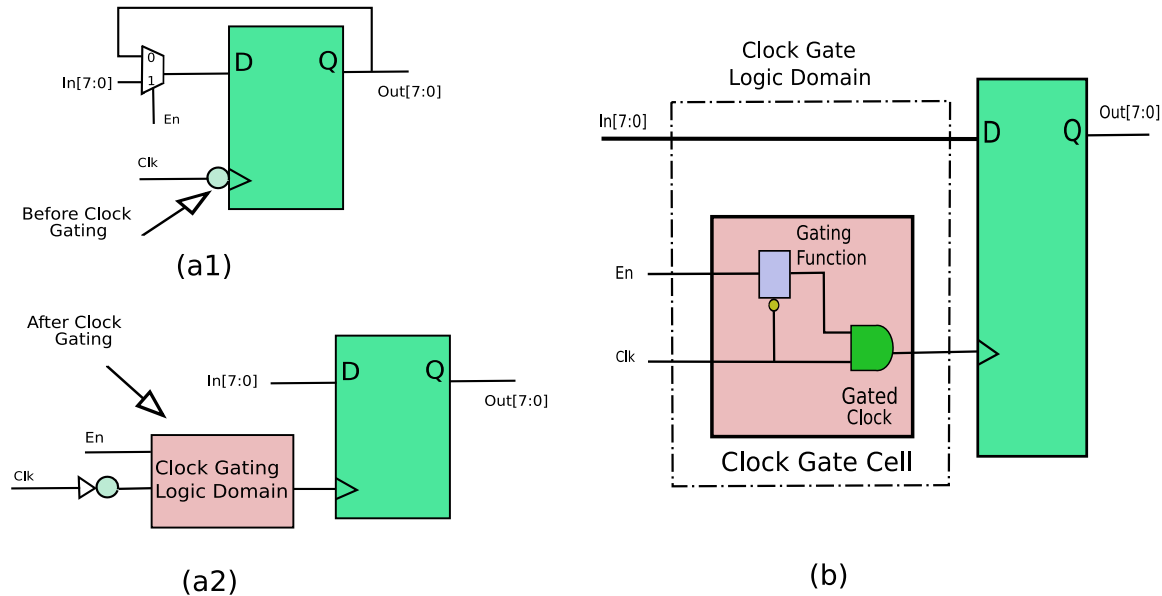 0
1
In[7:0]
En
D
Q
Out[7:0]
Clk
Before Clock
Gating
(a1)
After Clock
Gating
In[7:0]
D
Q
Out[7:0]
En
Clk
Clock Gating
Logic Domain
(a2)
Clock Gate
Logic Domain
In[7:0]
D
Q
Out[7:0]
Gating
Function
En
Clk
Gated
Clock
Clock Gate Cell
(b)